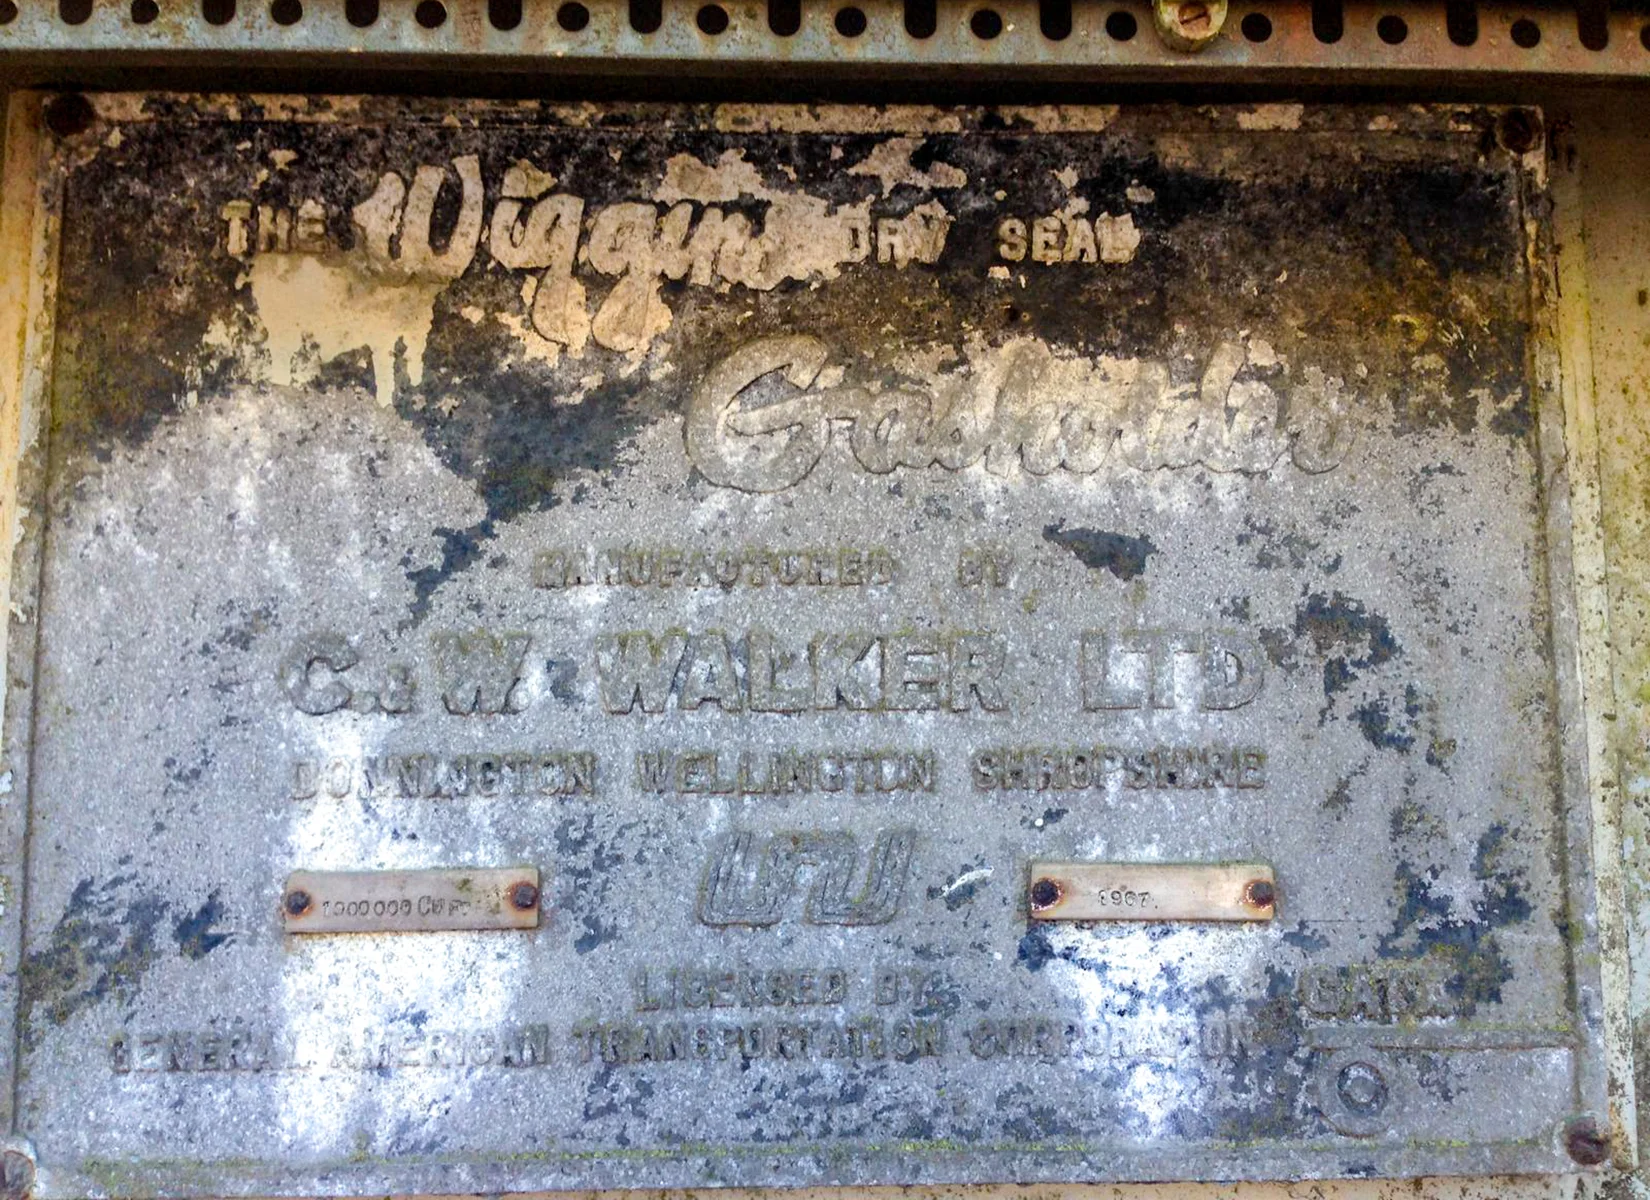 THE Wiggins DRY SEAL
Gasholder
MANUFACTURED BY
C. & W. WALKER LTD
DONNINGTON WELLINGTON SHROPSHIRE
1000000 CU FT
1967.
LICENSED BY
GENERAL AMERICAN TRANSPORTATION CORPORATION
GATX